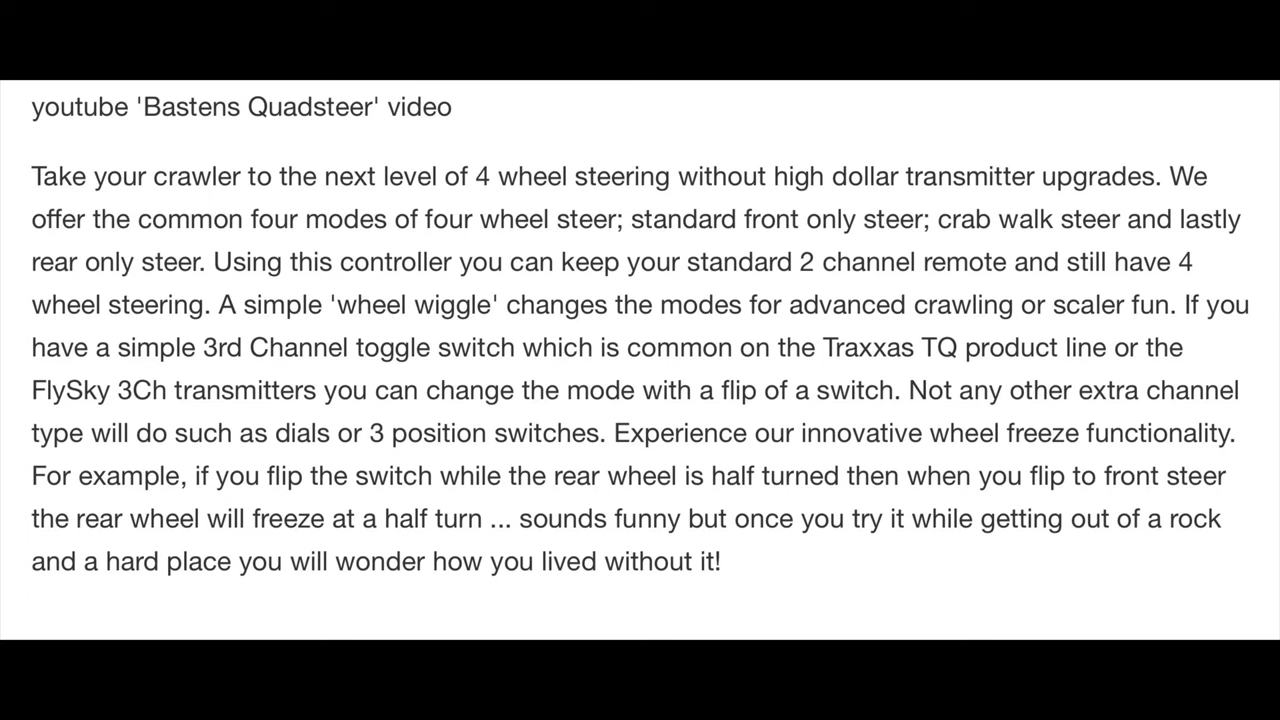 youtube 'Bastens Quadsteer' video
Take your crawler to the next level of 4 wheel steering without high dollar transmitter upgrades. We
offer the common four modes of four wheel steer; standard front only steer; crab walk steer and lastly
rear only steer. Using this controller you can keep your standard 2 channel remote and still have 4
wheel steering. A simple 'wheel wiggle' changes the modes for advanced crawling or scaler fun. If you
have a simple 3rd Channel toggle switch which is common on the Traxxas TQ product line or the
FlySky 3Ch transmitters you can change the mode with a flip of a switch. Not any other extra channel
type will do such as dials or 3 position switches. Experience our innovative wheel freeze functionality.
For example, if you flip the switch while the rear wheel is half turned then when you flip to front steer
the rear wheel will freeze at a half turn ... sounds funny but once you try it while getting out of a rock
and a hard place you will wonder how you lived without it!